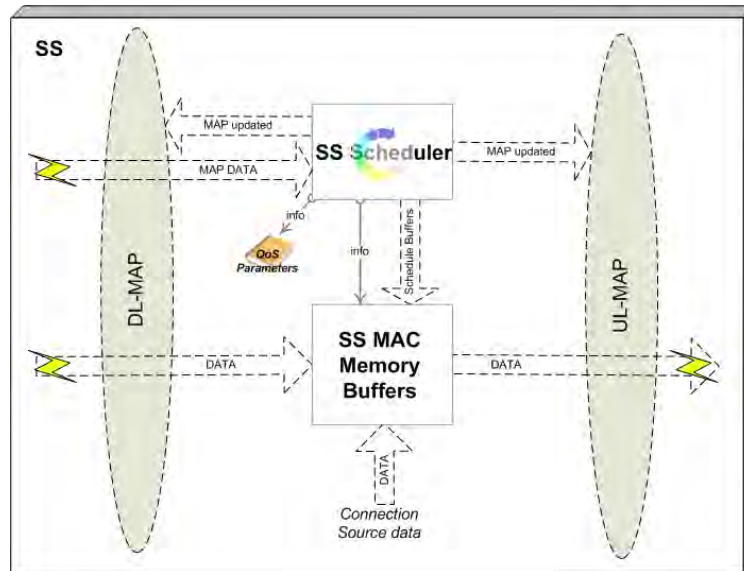 SS
MAP updated
SS Scheduler
MAP updated
MAP DATA
info
QoS
Parameters
info
Schedule Buffers
DL-MAP
UL-MAP
SS MAC
Memory
Buffers
DATA
DATA
DATA
Connection
Source data